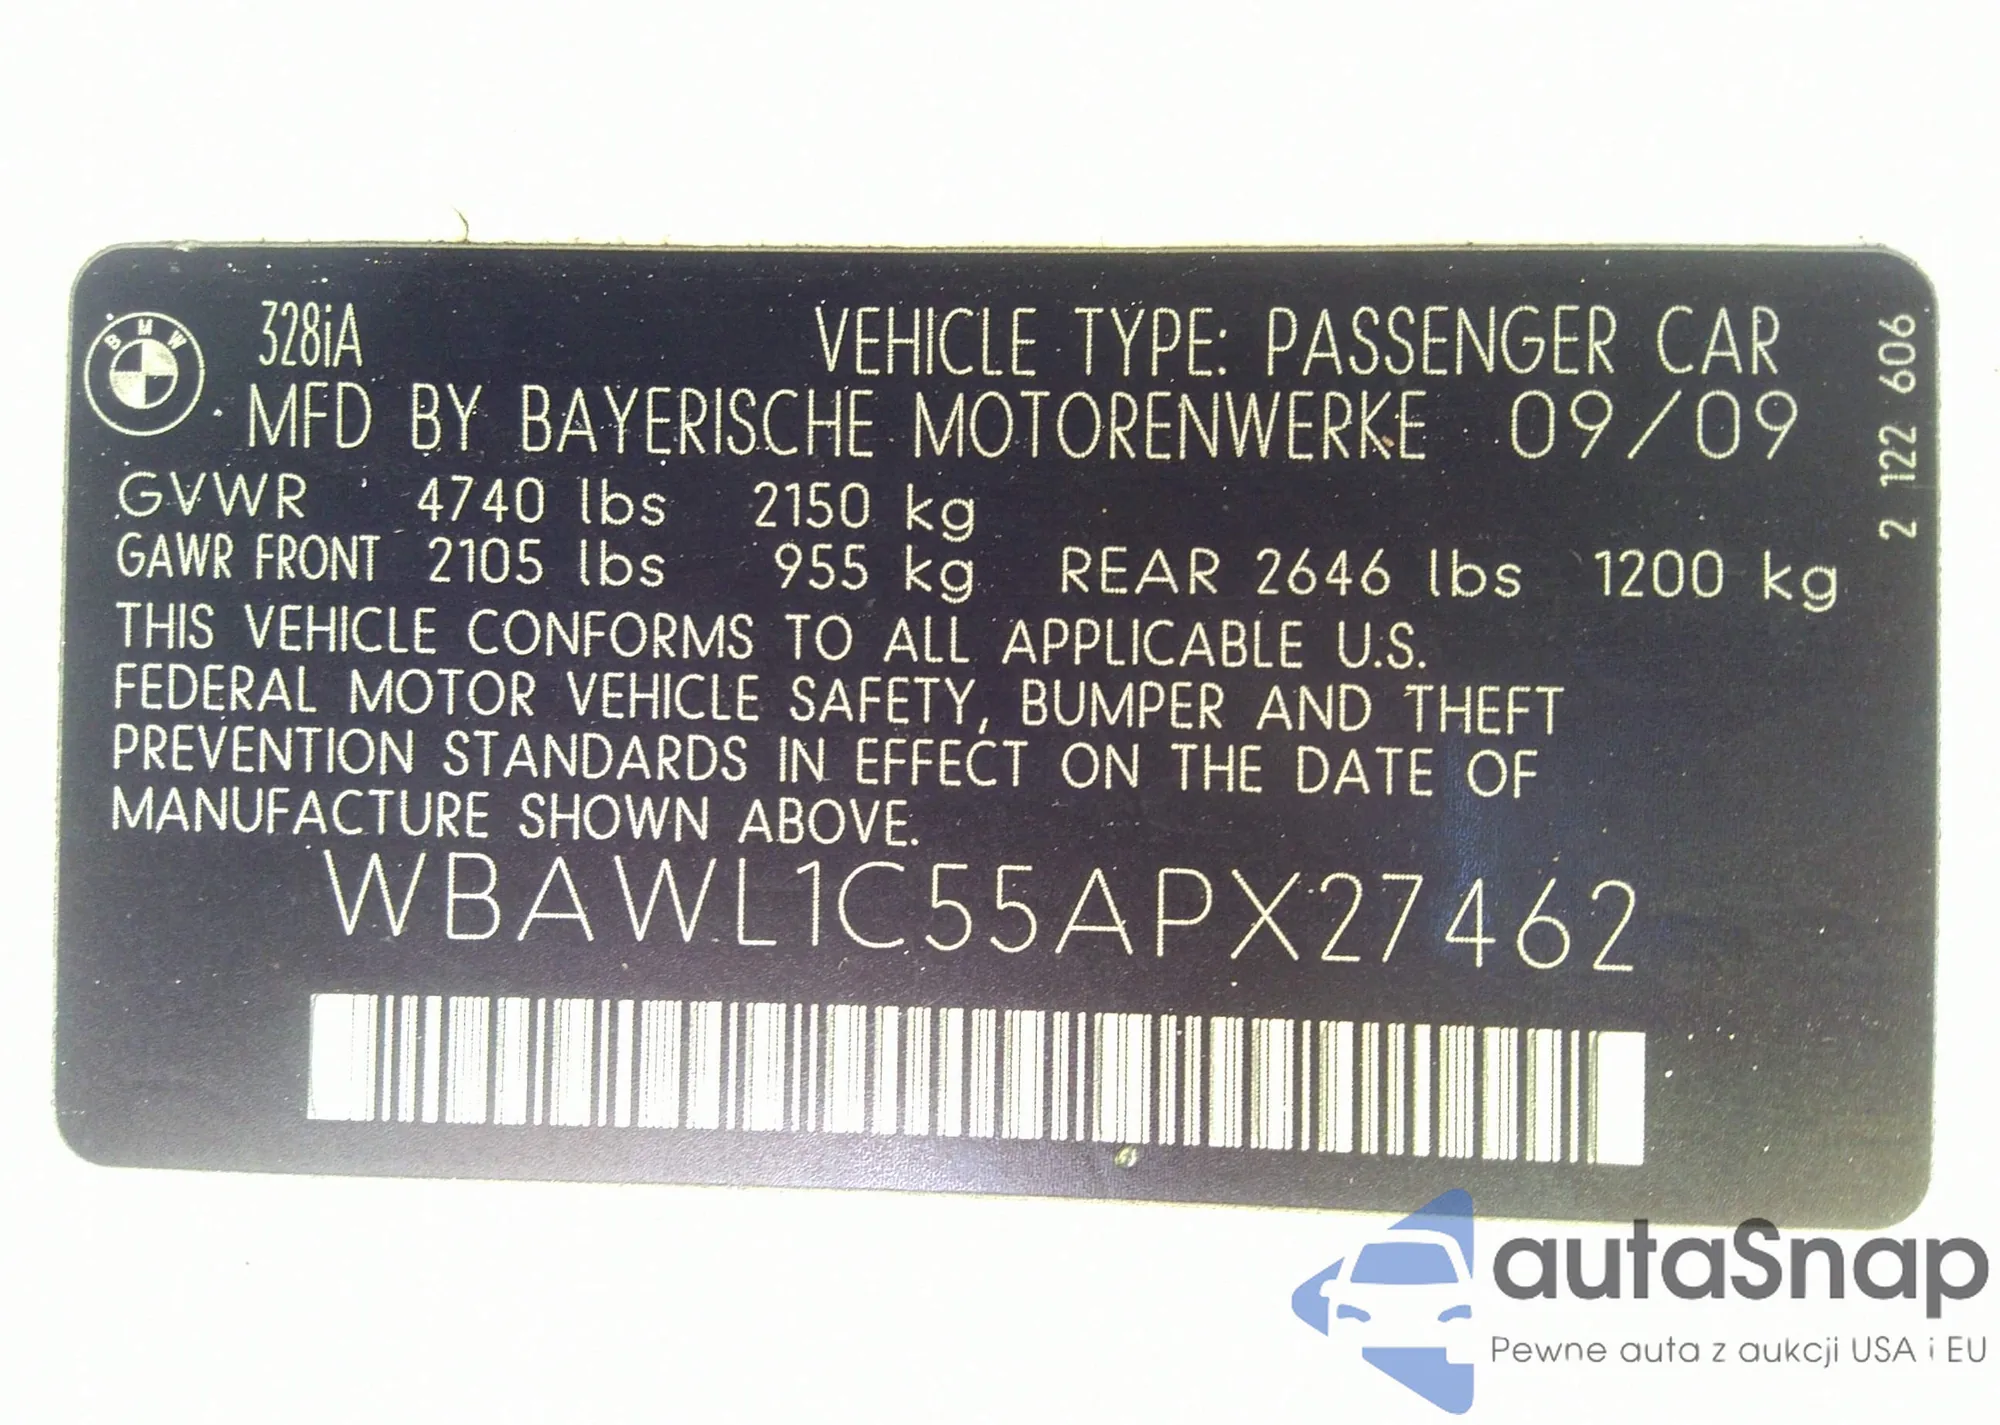 BMW
328iA VEHICLE TYPE: PASSENGER CAR
MFD BY BAYERISCHE MOTORENWERKE 09/09
GVWR 4740 lbs 2150 kg
GAWR FRONT 2105 lbs 955 kg REAR 2646 lbs 1200 kg
THIS VEHICLE CONFORMS TO ALL APPLICABLE U.S.
FEDERAL MOTOR VEHICLE SAFETY, BUMPER AND THEFT
PREVENTION STANDARDS IN EFFECT ON THE DATE OF
MANUFACTURE SHOWN ABOVE.
WBAWL1C55APX27462
2 122 606
autaSnap
Pewne auta z aukcji USA i EU